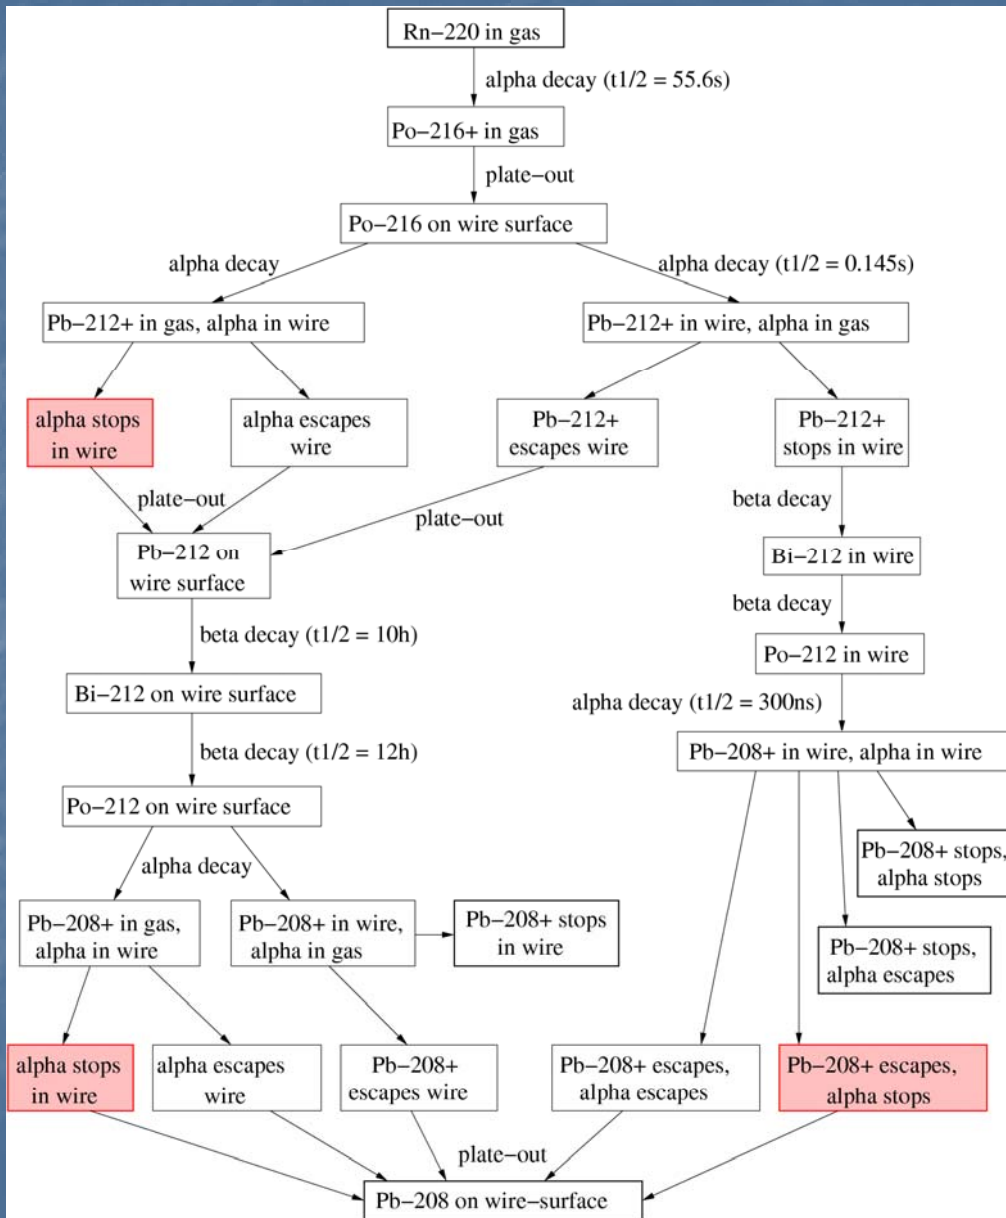 Rn−220 in gas
alpha decay (t1/2 = 55.6s)
Po−216+ in gas
plate−out
Po−216 on wire surface
alpha decay
alpha decay (t1/2 = 0.145s)
Pb−212+ in gas, alpha in wire
Pb−212+ in wire, alpha in gas
alpha stops
in wire
alpha escapes
wire
Pb−212+
escapes wire
Pb−212+
stops in wire
plate−out
plate−out
beta decay
Pb−212 on
wire surface
Bi−212 in wire
beta decay
beta decay (t1/2 = 10h)
Po−212 in wire
Bi−212 on wire surface
alpha decay (t1/2 = 300ns)
beta decay (t1/2 = 12h)
Pb−208+ in wire, alpha in wire
Po−212 on wire surface
alpha decay
Pb−208+ stops,
alpha stops
Pb−208+ in gas,
alpha in wire
Pb−208+ in wire,
alpha in gas
Pb−208+ stops
in wire
Pb−208+ stops,
alpha escapes
alpha stops
in wire
alpha escapes
wire
Pb−208+
escapes wire
Pb−208+ escapes,
alpha escapes
Pb−208+ escapes,
alpha stops
plate−out
Pb−208 on wire−surface